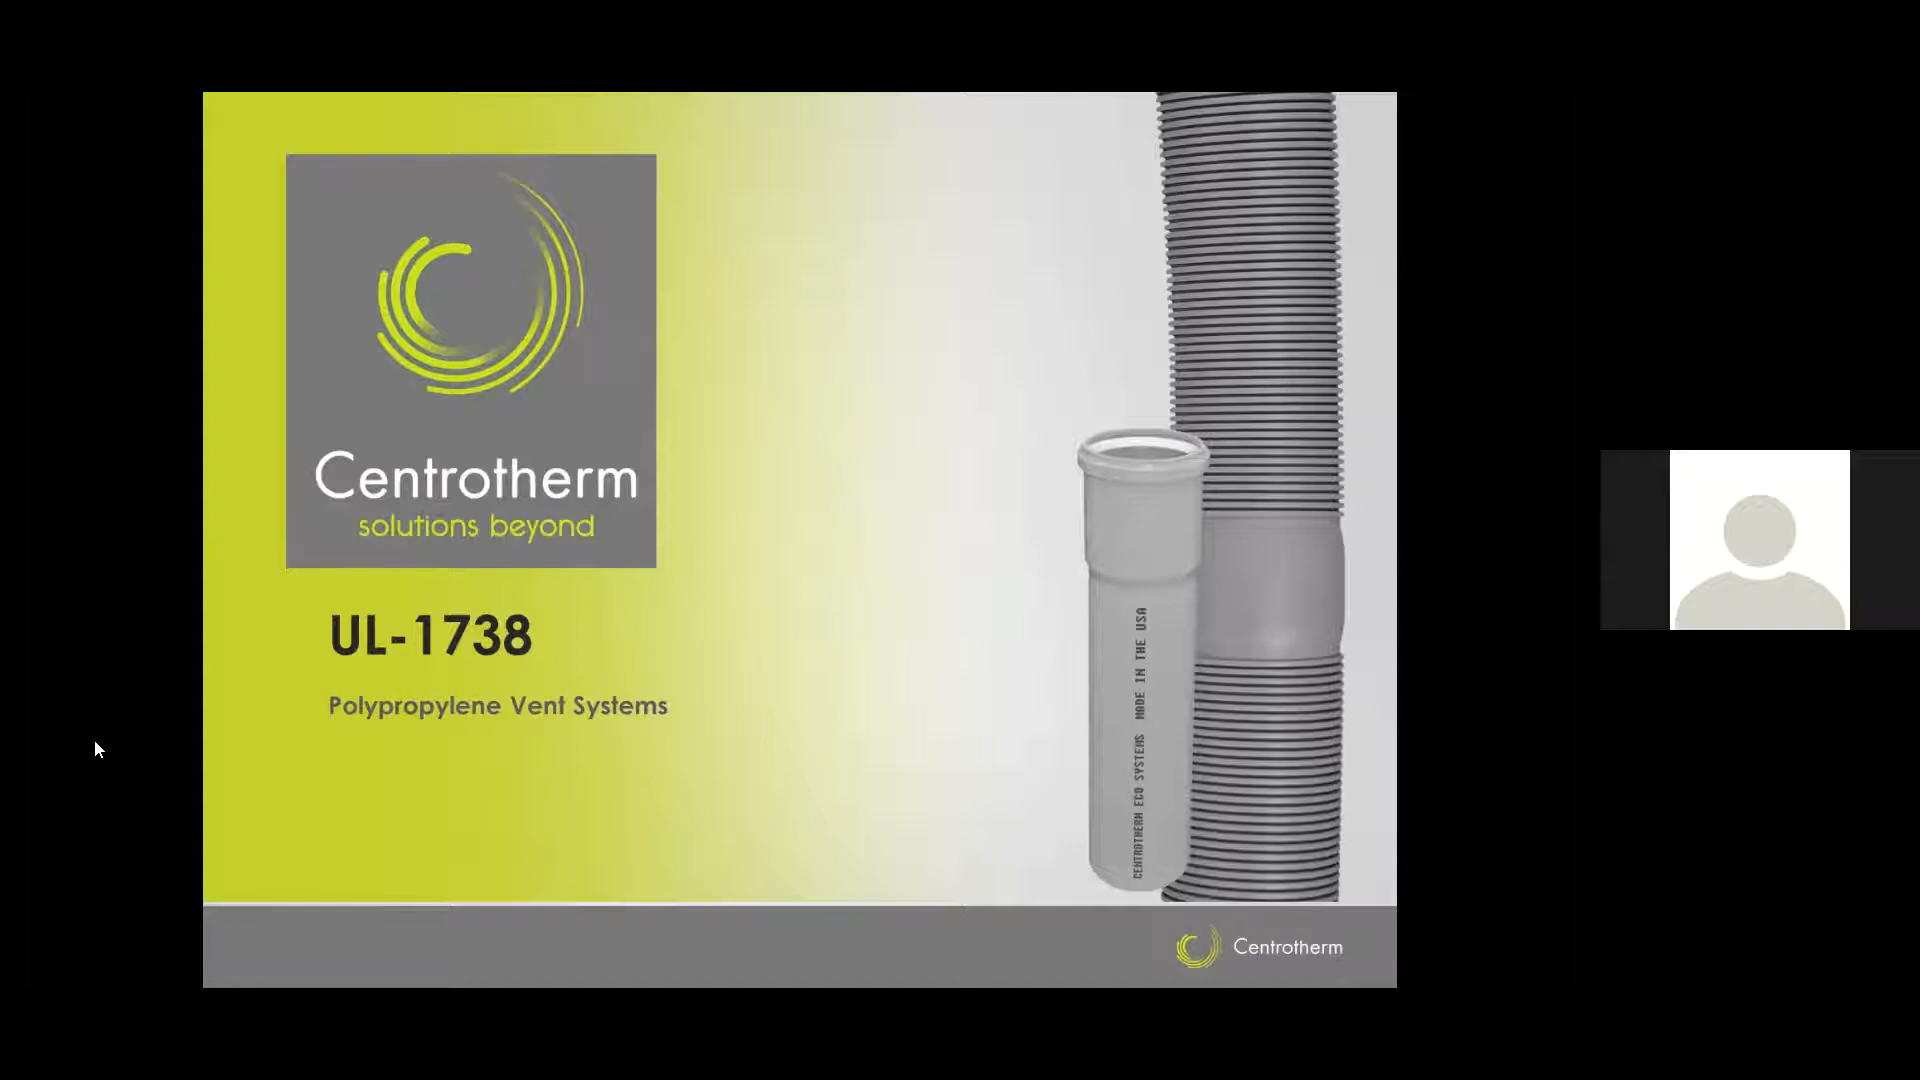 Centrotherm
solutions beyond
UL-1738
Polypropylene Vent Systems
CENTROTHERM ECO SYSTEMS MADE IN THE USA
Centrotherm